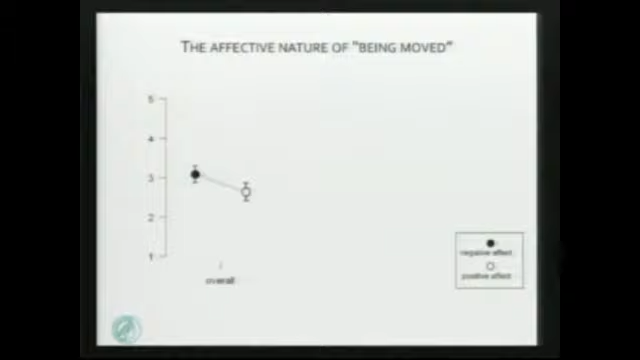 THE AFFECTIVE NATURE OF "BEING MOVED"
5
4
3
2
1
overall
negative affect
positive affect